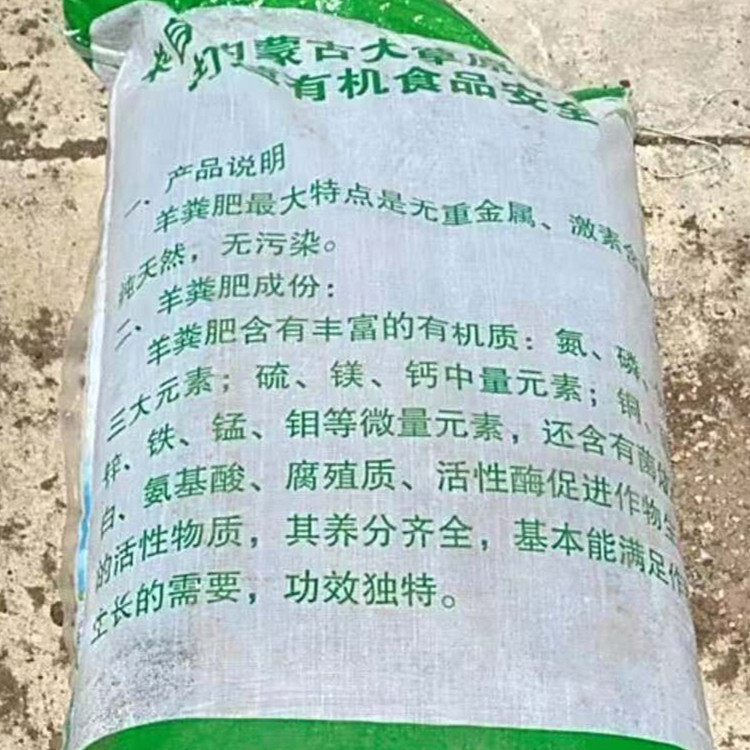 自的蒙古大草原
有机食品安全
一、产品说明
羊粪肥最大特点是无重金属、激素含
纯天然，无污染。
二、羊粪肥成份：
羊粪肥含有丰富的有机质：氮、磷、
三大元素；硫、镁、钙中量元素；铜、
锌、铁、锰、钼等微量元素，还含有菌
白、氨基酸、腐殖质、活性酶促进作物生
的活性物质，其养分齐全，基本能满足作
生长的需要，功效独特。